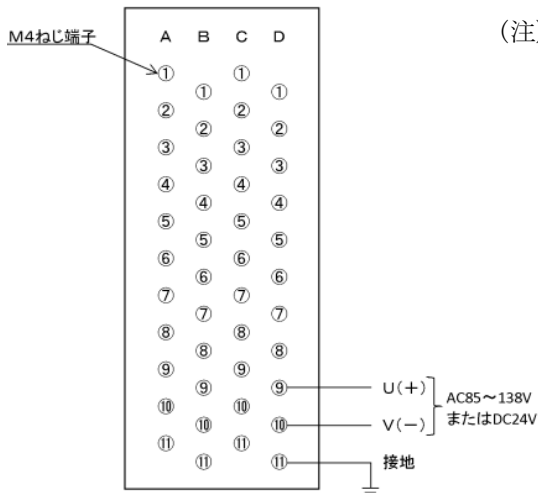 (注)
M4ねじ端子
A B C D
① ①
① ①
② ②
② ②
③ ③
③ ③
④ ④
④ ④
⑤ ⑤
⑤ ⑤
⑥ ⑥
⑥ ⑥
⑦ ⑦
⑦ ⑦
⑧ ⑧
⑧ ⑧
⑨ ⑨
⑨ ⑨ U(+)
AC85～138V
またはDC24V
⑩ ⑩
⑩ ⑩ V(−)
⑪ ⑪
⑪ ⑪ 接地